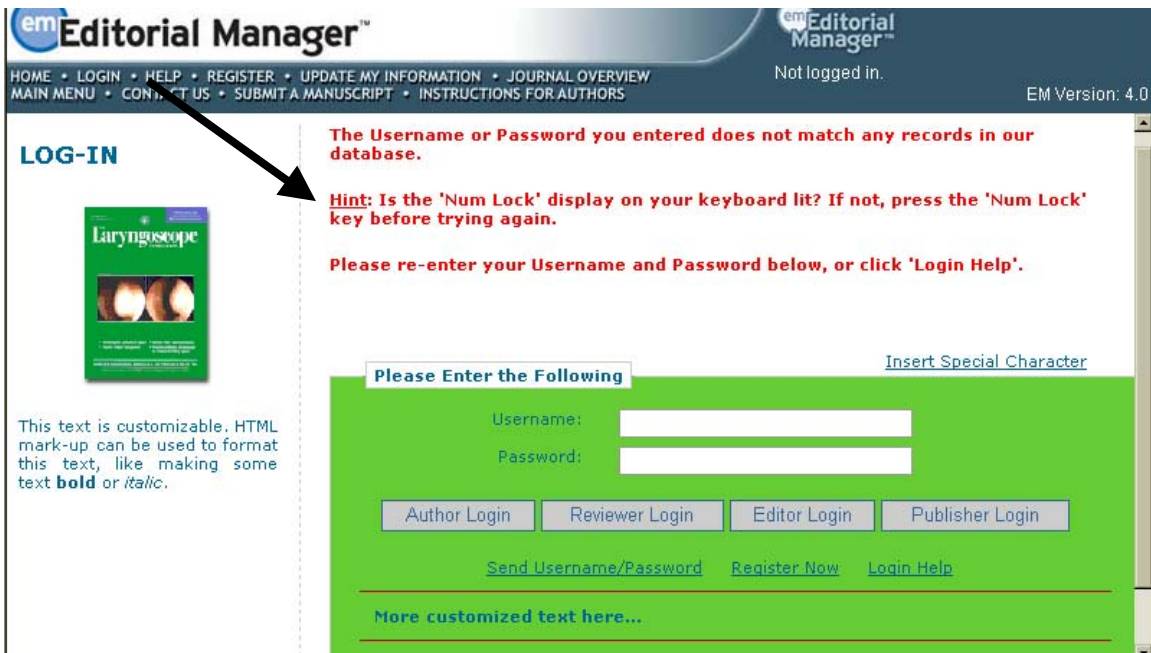 em Editorial Manager™
em Editorial
Manager™
HOME • LOGIN • HELP • REGISTER • UPDATE MY INFORMATION • JOURNAL OVERVIEW
MAIN MENU • CONTACT US • SUBMIT A MANUSCRIPT • INSTRUCTIONS FOR AUTHORS
Not logged in.
EM Version: 4.0
LOG-IN
Laryngoscope
This text is customizable. HTML
mark-up can be used to format
this text, like making some
text bold or italic.
The Username or Password you entered does not match any records in our
database.
Hint: Is the 'Num Lock' display on your keyboard lit? If not, press the 'Num Lock'
key before trying again.
Please re-enter your Username and Password below, or click 'Login Help'.
Insert Special Character
Please Enter the Following
Username:
Password:
Author Login
Reviewer Login
Editor Login
Publisher Login
Send Username/Password
Register Now
Login Help
More customized text here...